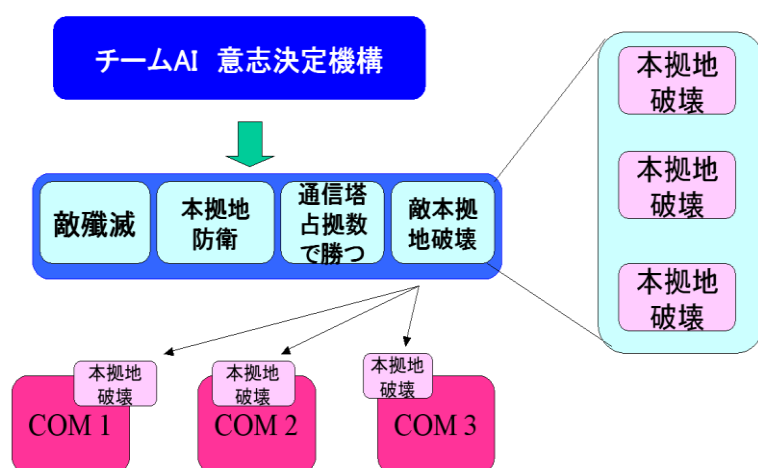 チームAI 意志決定機構
敵殲滅
本拠地
防衛
通信塔
占拠数
で勝つ
敵本拠
地破壊
本拠地
破壊
本拠地
破壊
本拠地
破壊
本拠地
破壊
COM 1
本拠地
破壊
COM 2
本拠地
破壊
COM 3